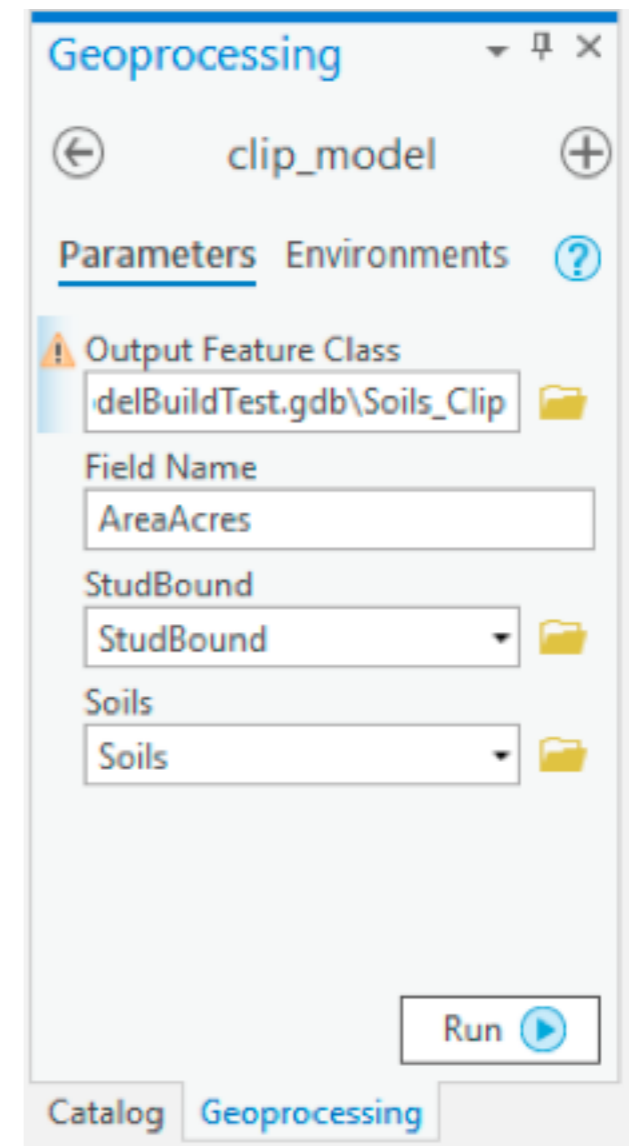 Geoprocessing
clip_model
Parameters Environments ?
Output Feature Class
delBuildTest.gdb\Soils_Clip
Field Name
AreaAcres
StudBound
StudBound
Soils
Soils
Run
Catalog Geoprocessing